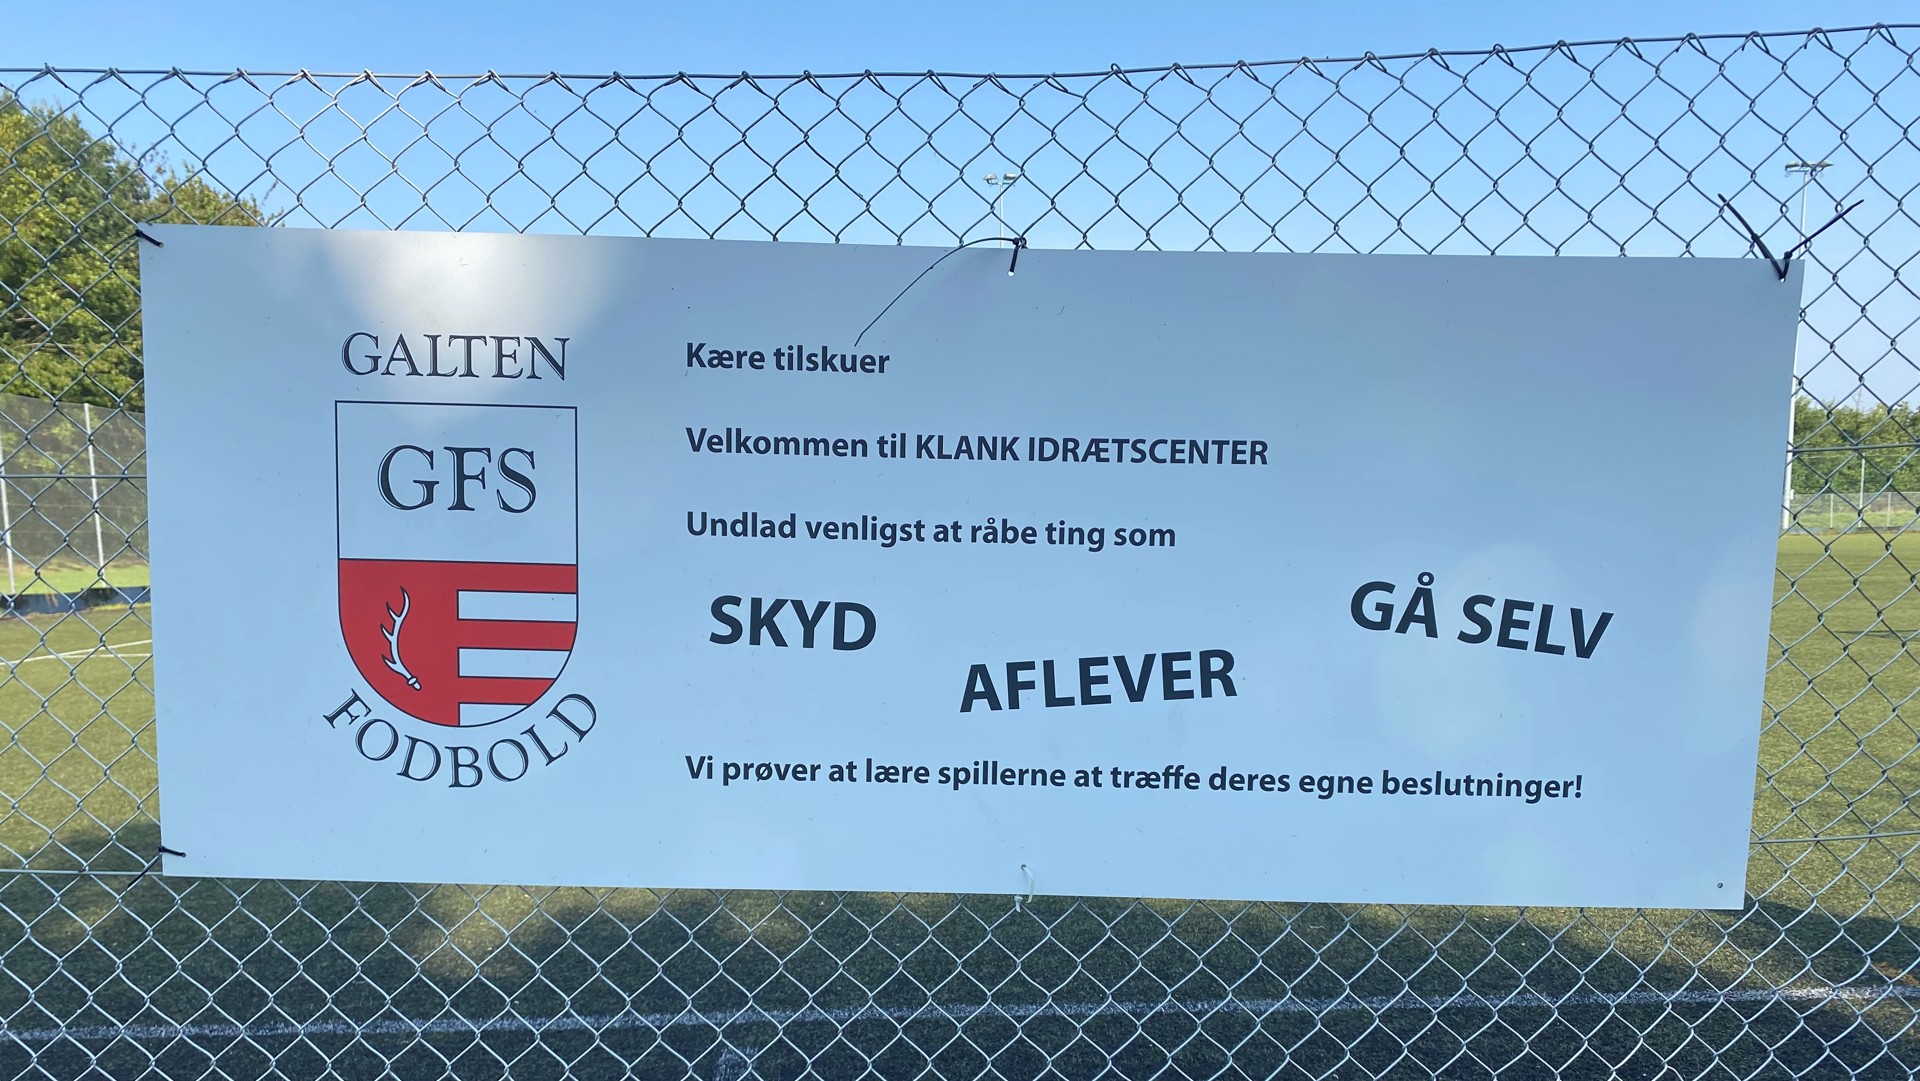 GALTEN
GFS
FODBOLD
Kære tilskuer
Velkommen til KLANK IDRÆTSCENTER
Undlad venligst at råbe ting som
SKYD
AFLEVER
GÅ SELV
Vi prøver at lære spillerne at træffe deres egne beslutninger!